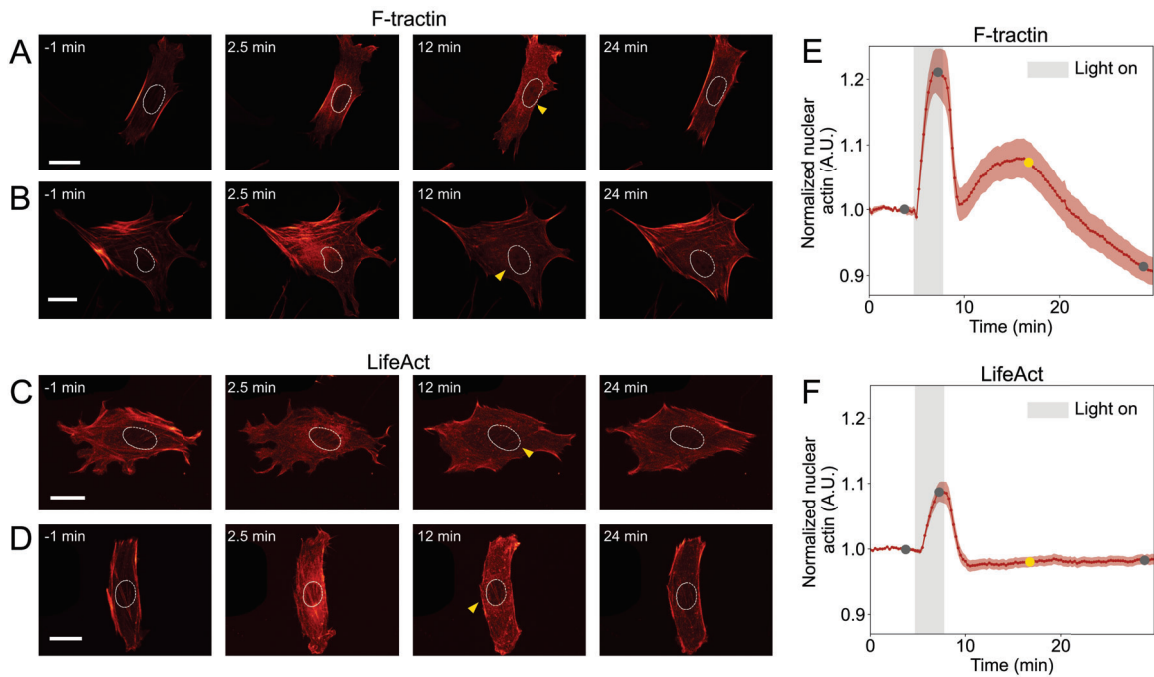 F-tractin
A
-1 min
2.5 min
12 min
24 min
B
-1 min
2.5 min
12 min
24 min
LifeAct
C
-1 min
2.5 min
12 min
24 min
D
-1 min
2.5 min
12 min
24 min
E
F-tractin
Light on
Normalized nuclear
actin (A.U.)
1.2
1.1
1.0
0.9
0
10
20
Time (min)
F
LifeAct
Light on
Normalized nuclear
actin (A.U.)
1.2
1.1
1.0
0.9
0
10
20
Time (min)